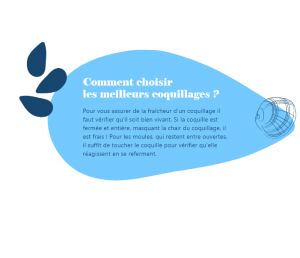 Comment choisir
les meilleurs coquillages ?
Pour vous assurer de la fraîcheur d'un coquillage il
faut vérifier qu'il soit bien vivant. Si la coquille est
fermée et entière, masquant la chair du coquillage, il
est frais ! Pour les moules, qui restent entre ouvertes,
il suffit de toucher le coquille pour vérifier qu'elle
réagissent en se refermant.